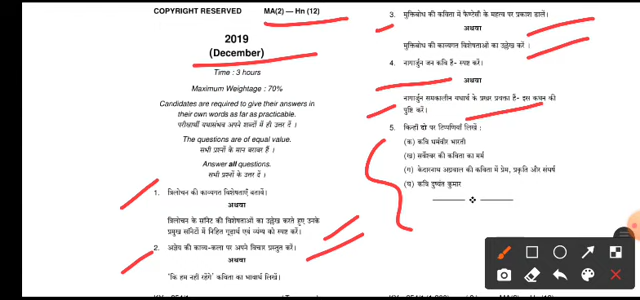 COPYRIGHT RESERVED
MA(2) — Hn (12)
2019
(December)
Time : 3 hours
Maximum Weightage : 70%
Candidates are required to give their answers in
their own words as far as practicable.
परीक्षार्थी यथासंभव अपने शब्दों में ही उत्तर दें ।
The questions are of equal value.
सभी प्रश्नों के मान बराबर हैं ।
Answer all questions.
सभी प्रश्नों के उत्तर दें ।
1. त्रिलोचन की काव्यगत विशेषताएँ बतावें।
अथवा
त्रिलोचन के सॉनेट की विशेषताओं का उल्लेख करते हुए उनके
प्रमुख सॉनेटों में निहित गूढ़ार्थ एवं व्यंग्य को स्पष्ट करें।
2. अज्ञेय की काव्य-कला पर अपने विचार प्रस्तुत करें।
अथवा
'कि हम नहीं रहेंगे' कविता का भावार्थ लिखें।
3. मुक्तिबोध की कविता में फैण्टेसी के महत्व पर प्रकाश डालें।
अथवा
मुक्तिबोध की काव्यगत विशेषताओं का उल्लेख करें ।
4. नागार्जुन जन कवि हैं- स्पष्ट करें।
अथवा
नागार्जुन समकालीन यथार्थ के प्रखर प्रवक्ता हैं- इस कथन की
पुष्टि करें।
5. किन्हीं दो पर टिप्पणियाँ लिखें :
(क) कवि धर्मवीर भारती
(ख) सर्वेश्वर की कविता का मर्म
(ग) केदारनाथ अग्रवाल की कविता में प्रेम, प्रकृति और संघर्ष
(घ) कवि दुष्यंत कुमार